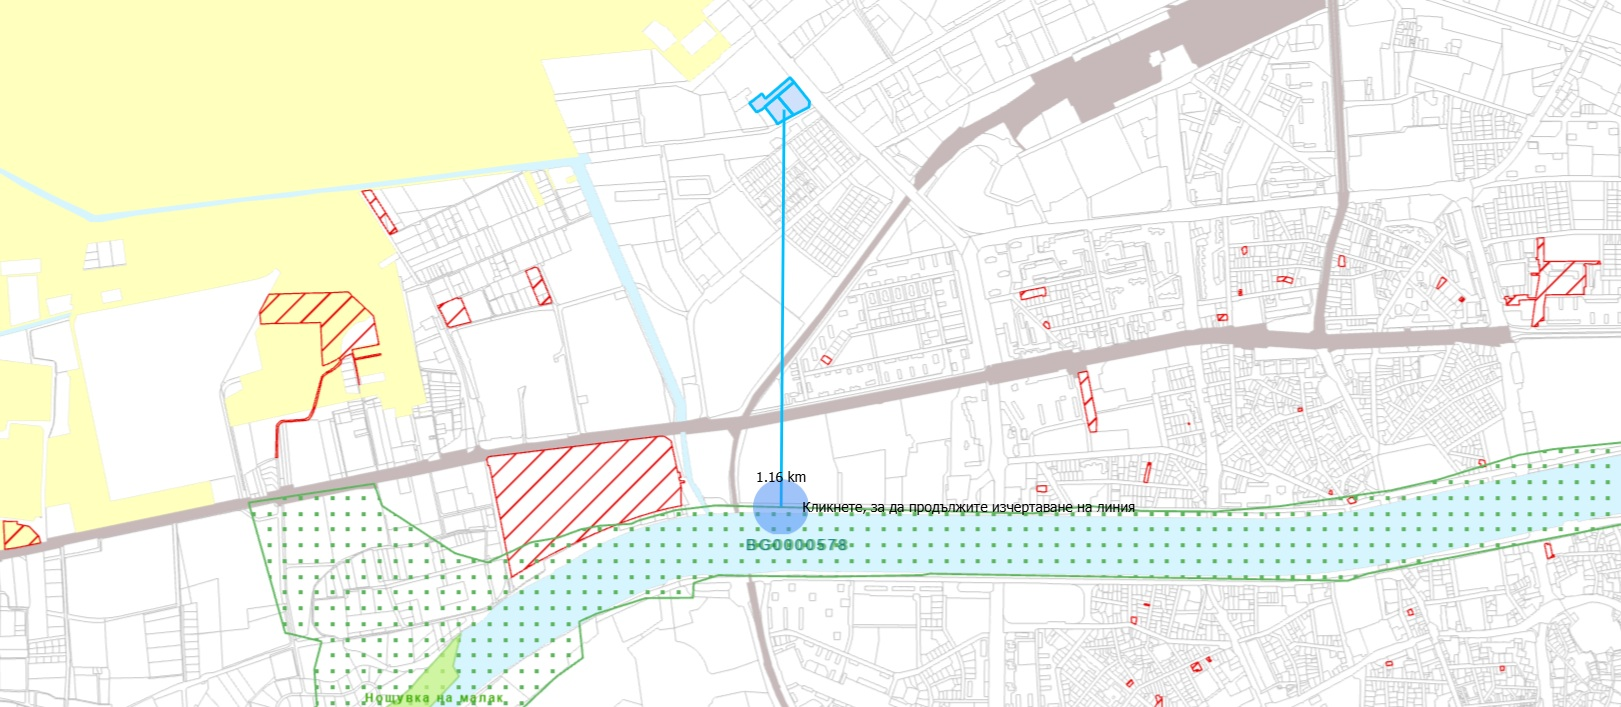 1.16 km
Кликнете, за да продължите изчертаване на линия
BG0000578
Нощувка на малак